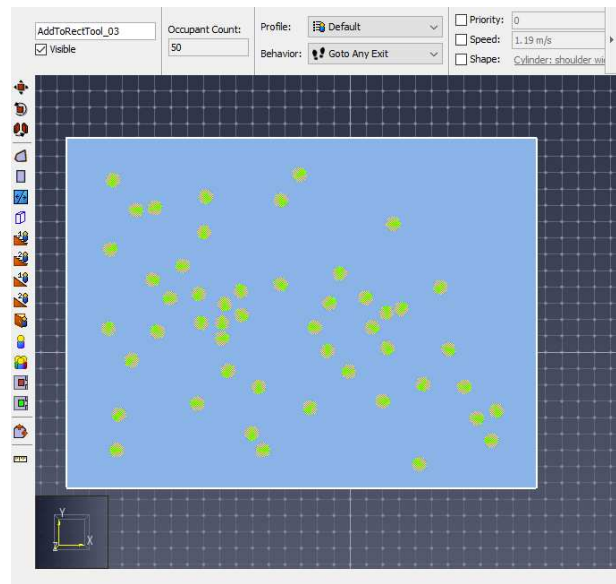 AddToRectTool_03
Visible
Occupant Count:
50
Profile:
Default
Behavior:
Goto Any Exit
Priority:
0
Speed:
1.19 m/s
Shape:
Cylinder: shoulder wi
Y
X
Z